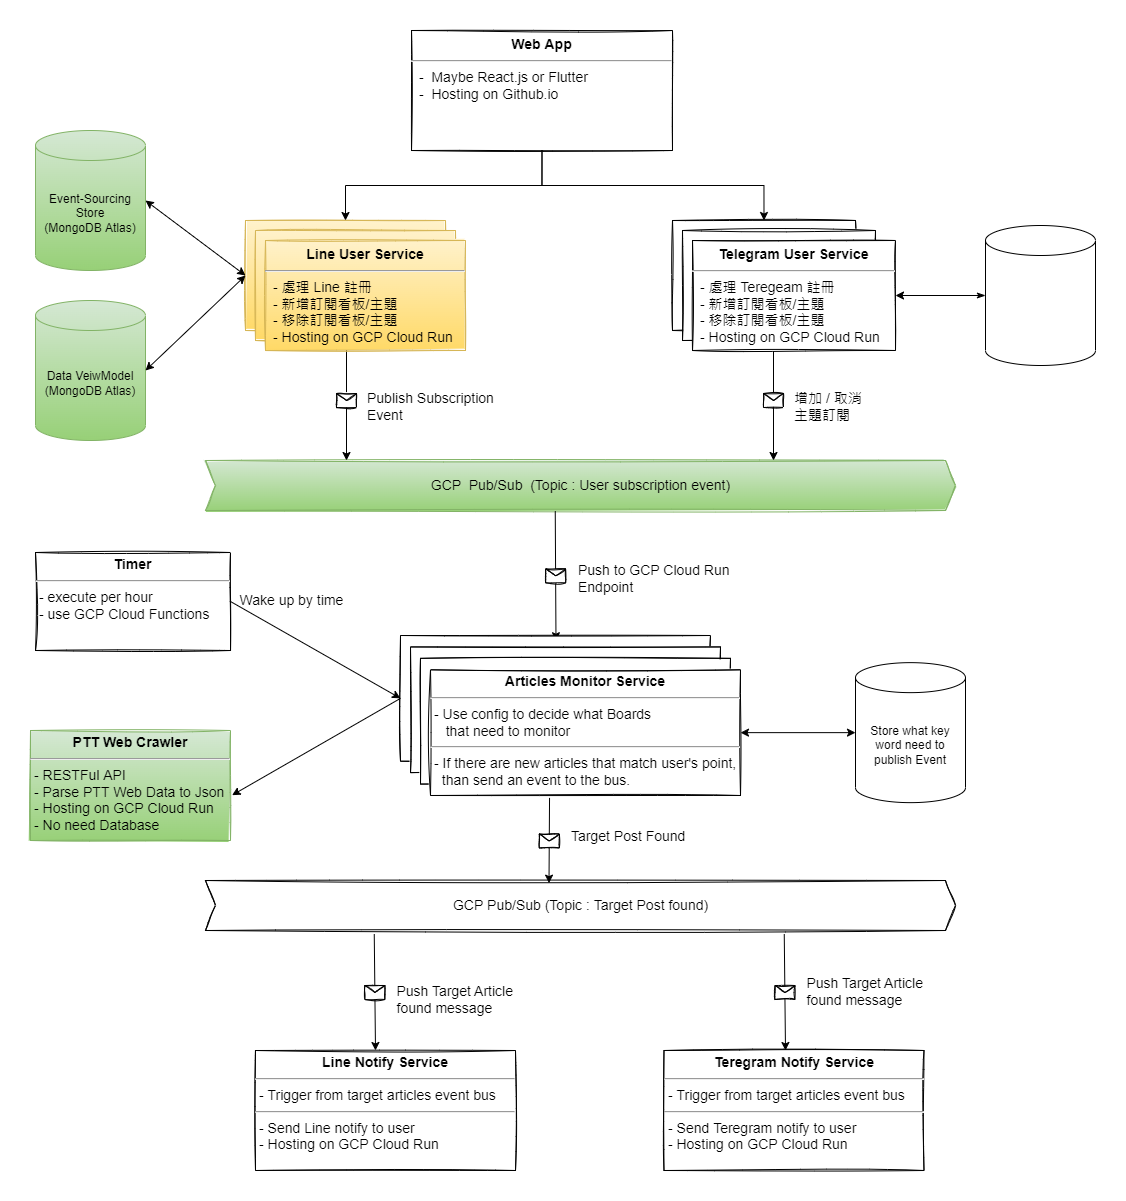 Web App
-  Maybe React.js or Flutter
-  Hosting on Github.io
Event-Sourcing
Store
(MongoDB Atlas)
Data VeiwModel
(MongoDB Atlas)
Line User Service
- 處理 Line 註冊
- 新增訂閱看板/主題
- 移除訂閱看板/主題
- Hosting on GCP Cloud Run
Telegram User Service
- 處理 Teregeam 註冊
- 新增訂閱看板/主題
- 移除訂閱看板/主題
- Hosting on GCP Cloud Run
Publish Subscription
Event
增加 / 取消
主題訂閱
GCP  Pub/Sub  (Topic : User subscription event)
Timer
- execute per hour
- use GCP Cloud Functions
Wake up by time
Push to GCP Cloud Run
Endpoint
Articles Monitor Service
- Use config to decide what Boards
that need to monitor
- If there are new articles that match user's point,
than send an event to the bus.
Store what key
word need to
publish Event
PTT Web Crawler
- RESTFul API
- Parse PTT Web Data to Json
- Hosting on GCP Cloud Run
- No need Database
Target Post Found
GCP Pub/Sub (Topic : Target Post found)
Push Target Article
found message
Push Target Article
found message
Line Notify Service
- Trigger from target articles event bus
- Send Line notify to user
- Hosting on GCP Cloud Run
Teregram Notify Service
- Trigger from target articles event bus
- Send Teregram notify to user
- Hosting on GCP Cloud Run